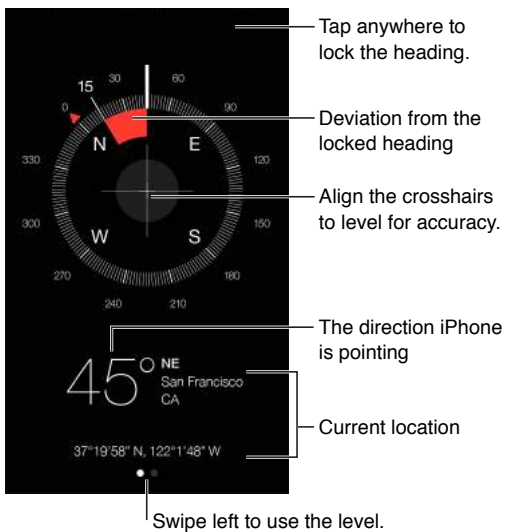 Tap anywhere to
lock the heading.
Deviation from the
locked heading
Align the crosshairs
to level for accuracy.
The direction iPhone
is pointing
Current location
Swipe left to use the level.
15
0
30
60
90
120
150
180
210
240
270
300
330
N
E
S
W
45° NE
San Francisco
CA
37°19'58" N, 122°1'48" W